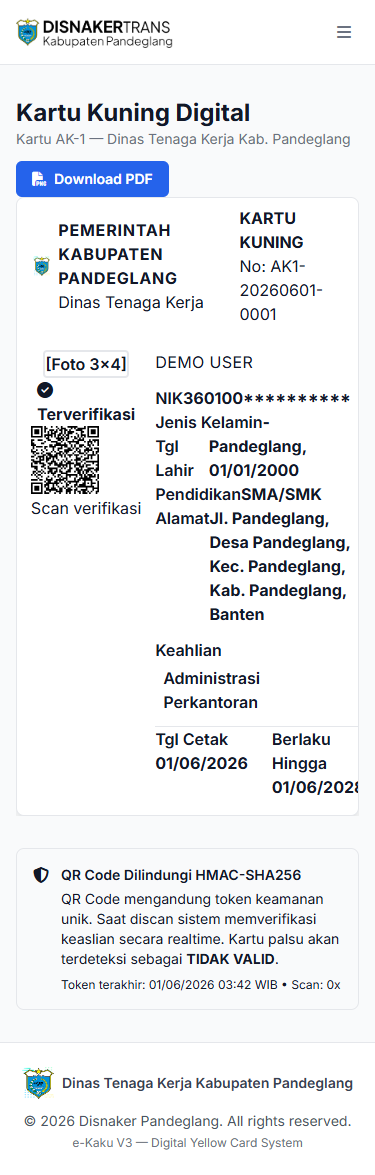 DISNAKERTRANS
Kabupaten Pandeglang
Kartu Kuning Digital
Kartu AK-1 — Dinas Tenaga Kerja Kab. Pandeglang
Download PDF
PEMERINTAH
KABUPATEN
PANDEGLANG
Dinas Tenaga Kerja
KARTU
KUNING
No: AK1-
20260601-
0001
[Foto 3×4]
Terverifikasi
Scan verifikasi
DEMO USER
NIK360100**********
Jenis Kelamin-
Tgl Lahir Pandeglang, 01/01/2000
PendidikanSMA/SMK
AlamatJl. Pandeglang,
Desa Pandeglang,
Kec. Pandeglang,
Kab. Pandeglang,
Banten
Keahlian
Administrasi
Perkantoran
Tgl Cetak
01/06/2026
Berlaku
Hingga
01/06/2028
QR Code Dilindungi HMAC-SHA256
QR Code mengandung token keamanan
unik. Saat discan sistem memverifikasi
keaslian secara realtime. Kartu palsu akan
terdeteksi sebagai TIDAK VALID.
Token terakhir: 01/06/2026 03:42 WIB • Scan: 0x
Dinas Tenaga Kerja Kabupaten Pandeglang
© 2026 Disnaker Pandeglang. All rights reserved.
e-Kaku V3 — Digital Yellow Card System